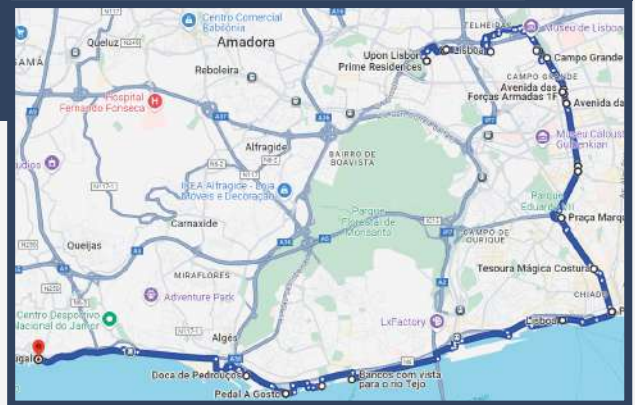 Centro Comercial
Babilónia
TELHEIRAS
Museu de Lisboa
Queluz
N249
Amadora
Upon Lisbon
Prime Residences
Lisboa
Campo Grande
Reboleira
CAMPO GRANDE
Avenida das
Forças Armadas 1F
Avenida da
Hospital
Fernando Fonseca
Museu Calouste
Gulbenkian
Alfragide
BAIRRO DE
BOAVISTA
IKEA Alfragide - Loja
Móveis e Decoração
Parque
Florestal de
Monsanto
Parque
Eduardo VII
Praça Marqu
Carnaxide
CAMPO DE
OURIQUE
Queijas
MIRAFLORES
Tesoura Mágica Costura
CHIADO
Adventure Park
LxFactory
Lisboa
P
Centro Desportivo
Nacional do Jamor
Algés
ugal
Doca de Pedrouços
Bancos com vista
para o rio Tejo
Pedal A Gosto